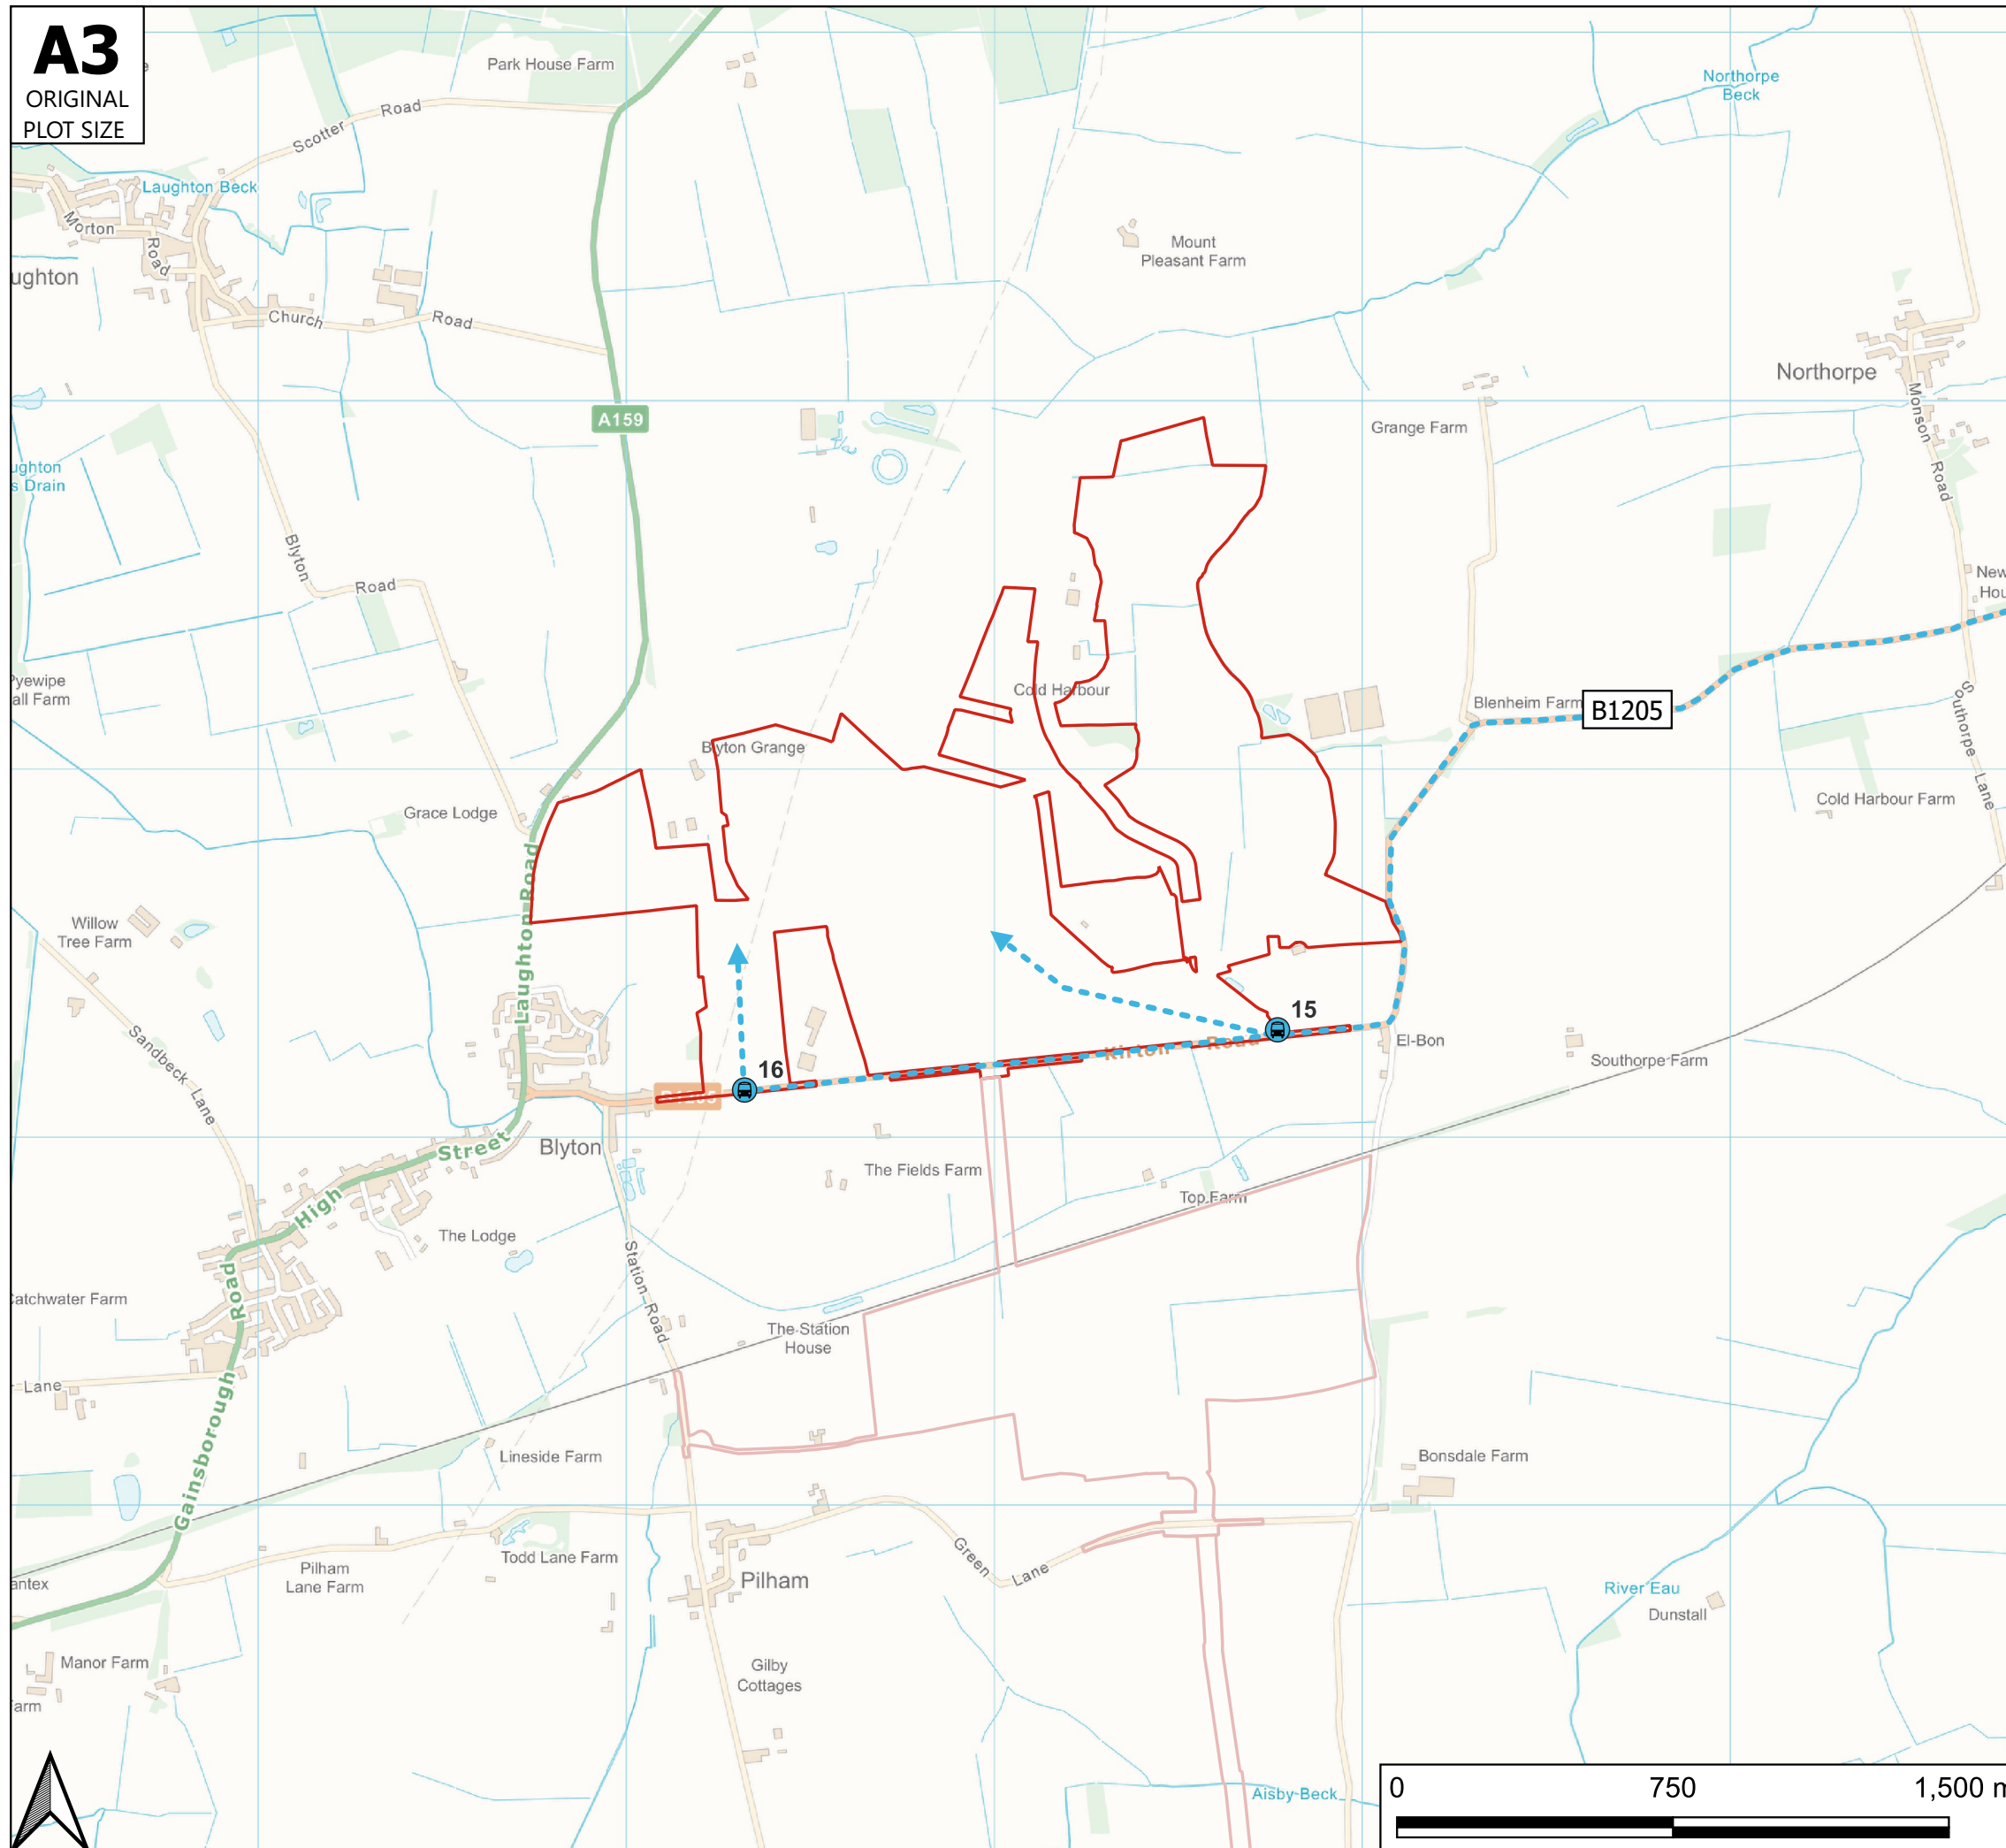 A3
ORIGINAL
PLOT SIZE
Park House Farm
Scotter
Road
Northorpe
Beck
Laughton Beck
Morton
Road
Mount
Pleasant Farm
ughton
Church
Road
Northorpe
A159
Monson Road
Grange Farm
ughton
s Drain
Blyton
Road
New
Hou
Pyewipe
all Farm
Cold Harbour
Blenheim Farm
B1205
Southorpe Lane
Blyton Grange
Grace Lodge
Cold Harbour Farm
Laughton Road
Willow
Tree Farm
15
El-Bon
Kirton Road
Sandbeck Lane
16
Southorpe Farm
Street
Blyton
The Fields Farm
High
Top Farm
The Lodge
Station Road
Road
atchwater Farm
The Station
House
Lane
Gainsborough
Lineside Farm
Bonsdale Farm
Todd Lane Farm
Pilham
Lane Farm
Green
Lane
antex
Pilham
River Eau
Dunstall
Manor Farm
Gilby
Cottages
arm
Aisby Beck
0
750
1,500 m